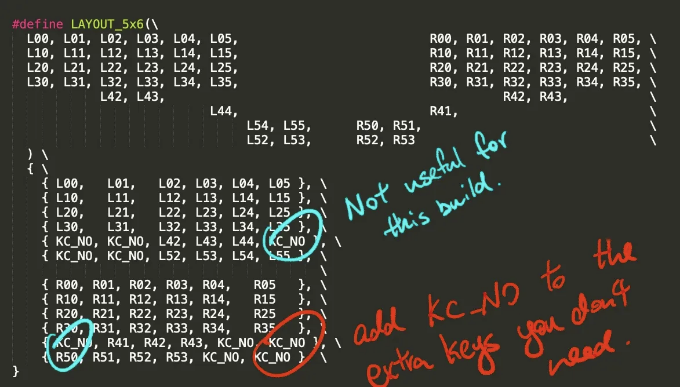 #define LAYOUT_5x6(\
L00, L01, L02, L03, L04, L05, R00, R01, R02, R03, R04, R05, \
L10, L11, L12, L13, L14, L15, R10, R11, R12, R13, R14, R15, \
L20, L21, L22, L23, L24, L25, R20, R21, R22, R23, R24, R25, \
L30, L31, L32, L33, L34, L35, R30, R31, R32, R33, R34, R35, \
L42, L43, R42, R43, \
L44, R41, \
L54, L55, R50, R51, \
L52, L53, R52, R53 \
) \
{ \
{ L00, L01, L02, L03, L04, L05 }, \
{ L10, L11, L12, L13, L14, L15 }, \
{ L20, L21, L22, L23, L24, L25 }, \
{ L30, L31, L32, L33, L34, L35 }, \
{ KC_NO, KC_NO, L42, L43, L44, KC_NO }, \
{ KC_NO, KC_NO, L52, L53, L54, L55 }, \
\
{ R00, R01, R02, R03, R04, R05 }, \
{ R10, R11, R12, R13, R14, R15 }, \
{ R20, R21, R22, R23, R24, R25 }, \
{ R30, R31, R32, R33, R34, R35 }, \
{ KC_NO, R41, R42, R43, KC_NO, KC_NO }, \
{ R50, R51, R52, R53, KC_NO, KC_NO } \
}
Not useful for
this build.
add KC_NO to the
extra keys you don't
need.